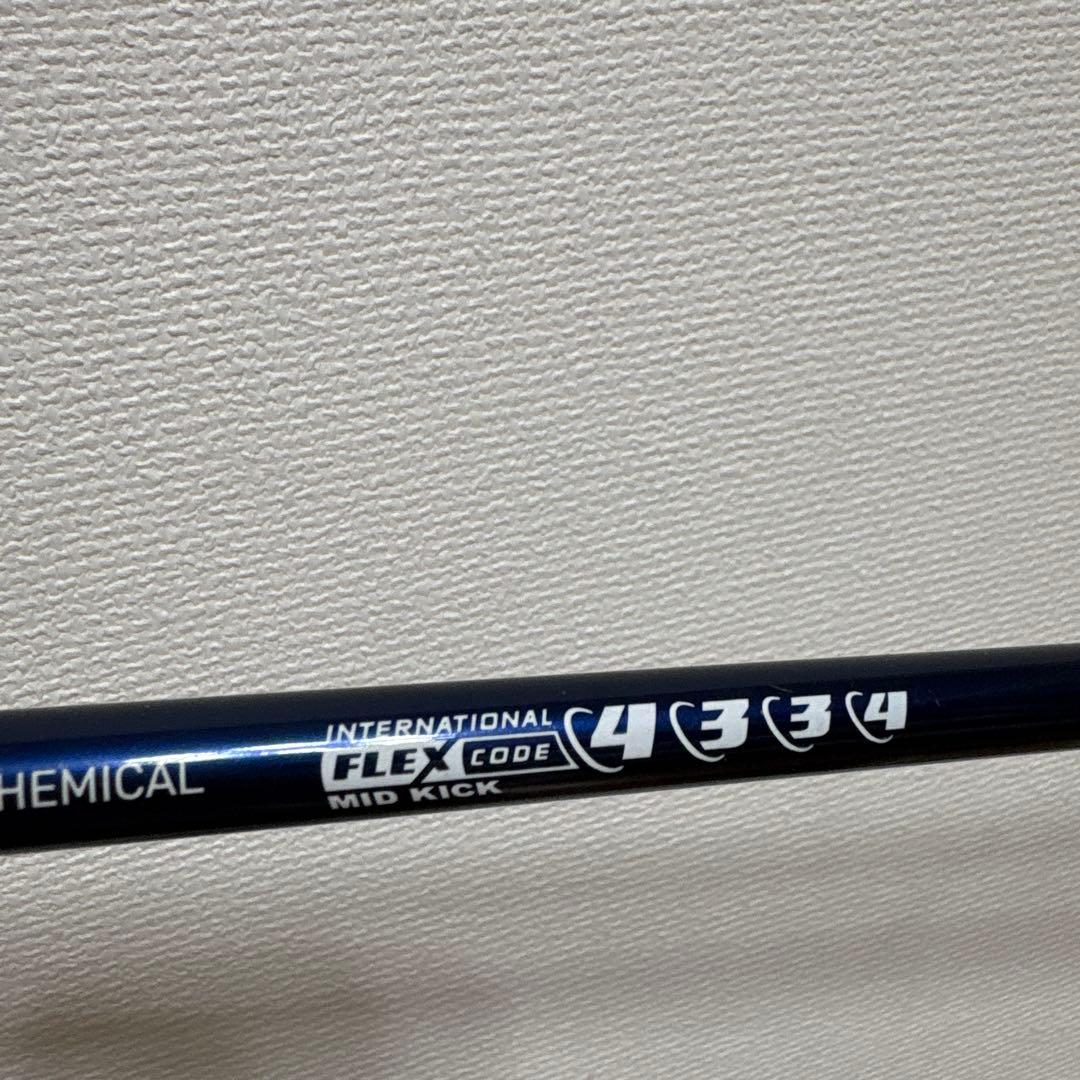 HEMICAL
INTERNATIONAL
FLEX CODE 4 3 3 4
MID KICK